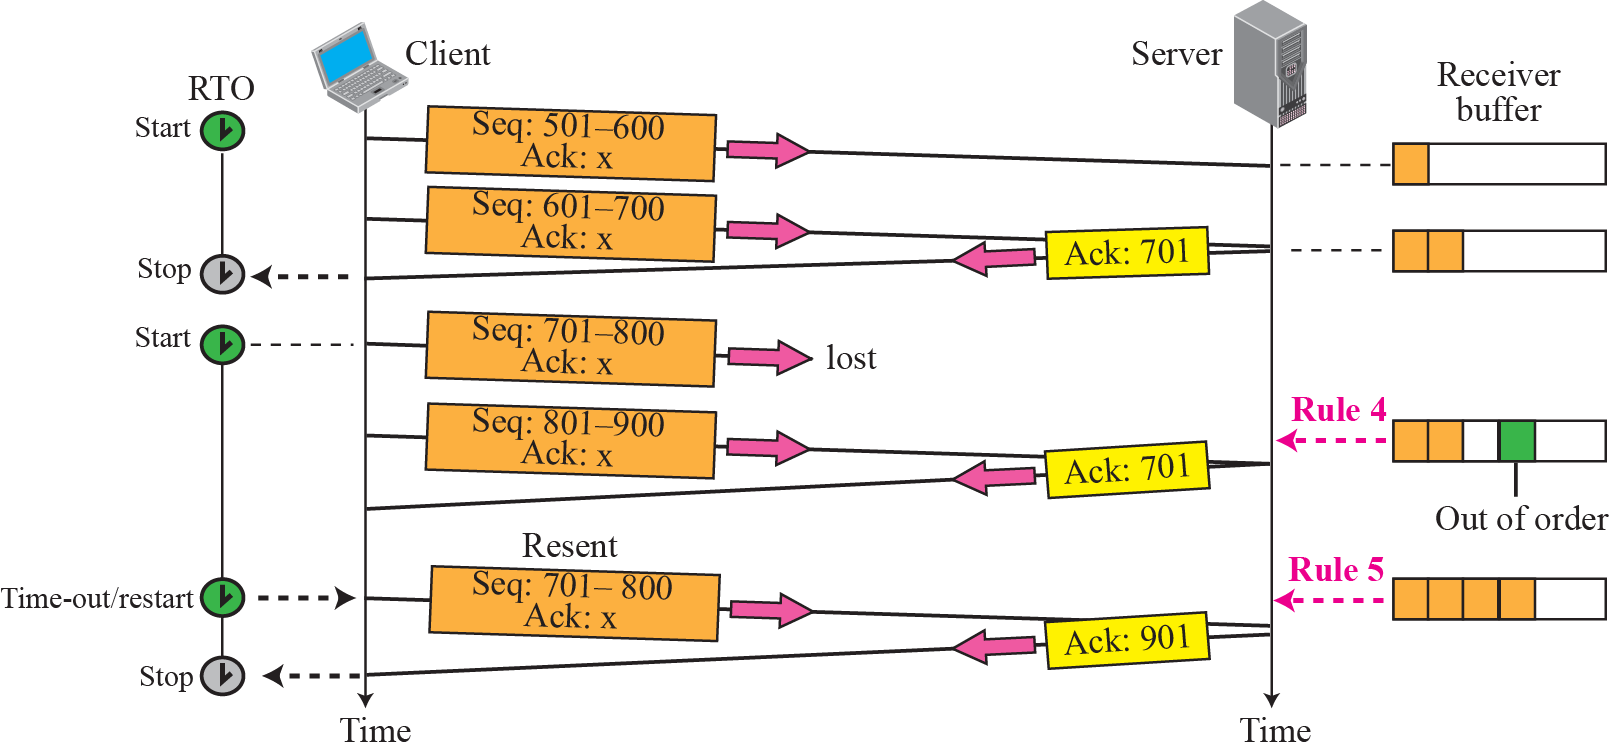 Client
Server
Receiver
buffer
RTO
Start
Seq: 501–600
Ack: x
Seq: 601–700
Ack: x
Ack: 701
Stop
Start
Seq: 701–800
Ack: x
lost
Rule 4
Seq: 801–900
Ack: x
Ack: 701
Out of order
Resent
Rule 5
Time-out/restart
Seq: 701– 800
Ack: x
Ack: 901
Stop
Time
Time